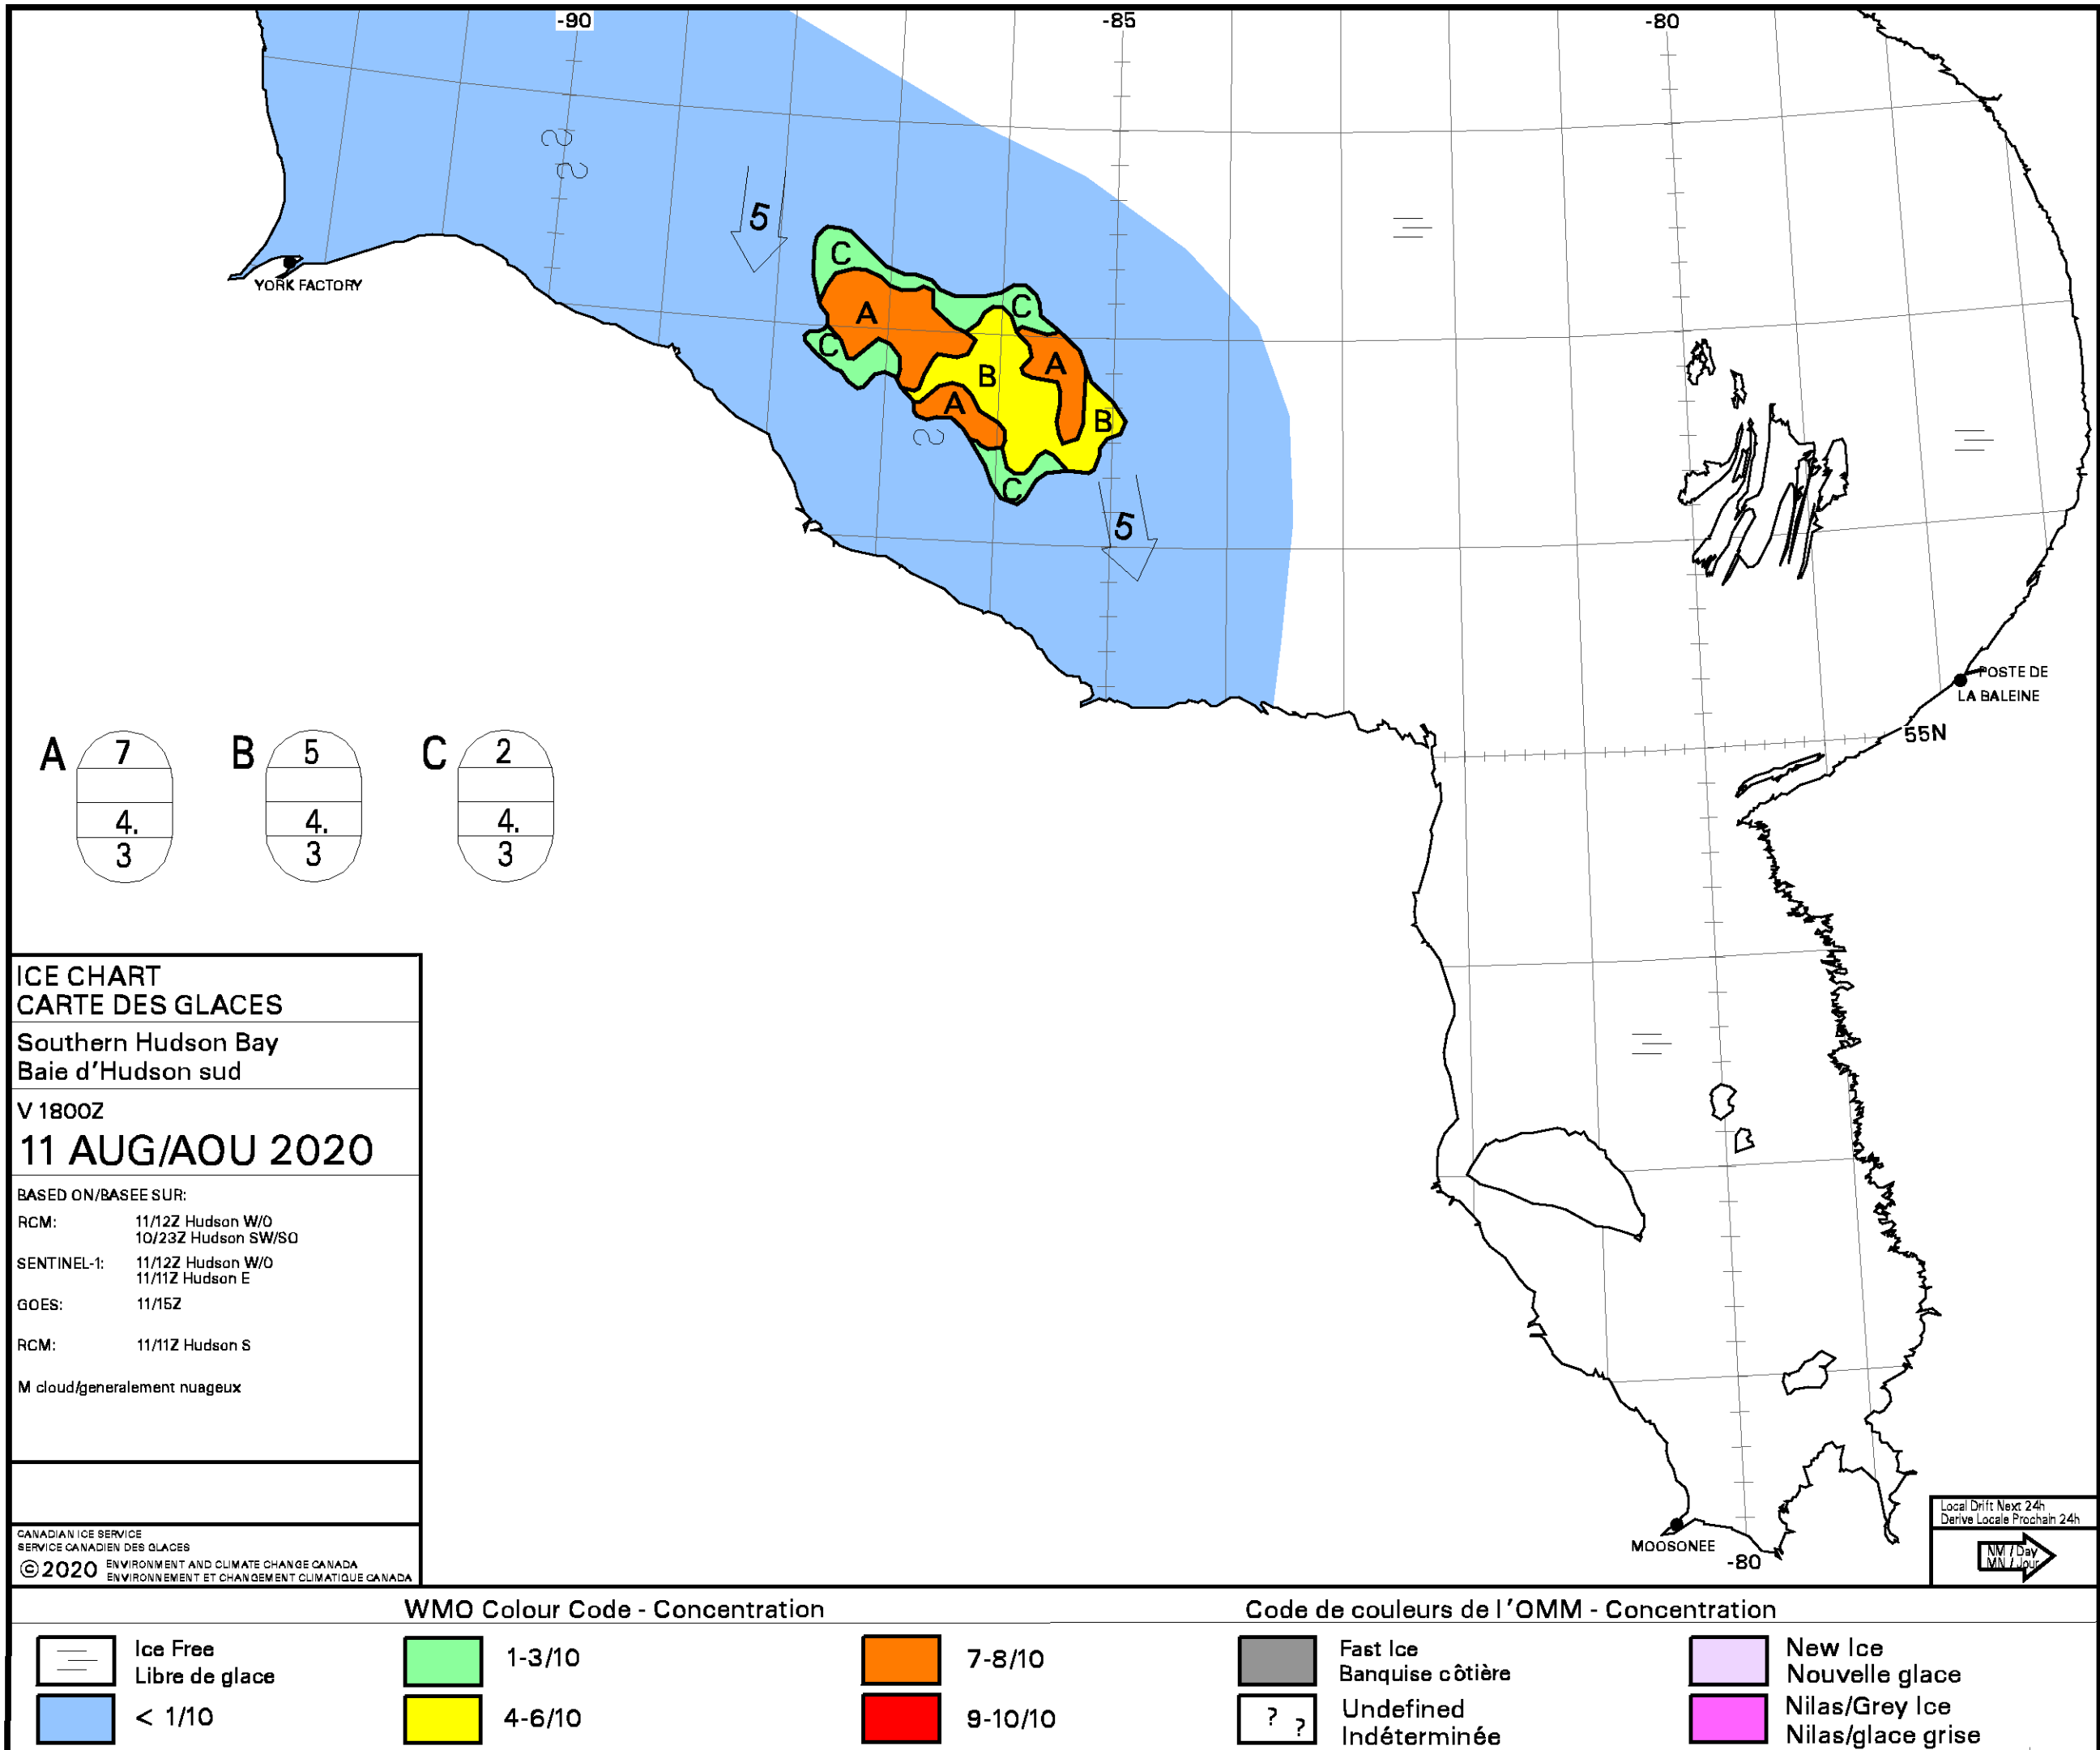 -90
-85
-80
5
C
C
A
C
A
B
A
B
C
5
YORK FACTORY
POSTE DE
LA BALEINE
55N
A
7
4.
3
B
5
4.
3
C
2
4.
3
ICE CHART
CARTE DES GLACES
Southern Hudson Bay
Baie d'Hudson sud
V 1800Z
11 AUG/AOU 2020
BASED ON/BASEE SUR:
RCM: 11/12Z Hudson W/O
10/23Z Hudson SW/SO
SENTINEL-1: 11/12Z Hudson W/O
11/11Z Hudson E
GOES: 11/15Z
RCM: 11/11Z Hudson S
M cloud/generalement nuageux
CANADIAN ICE SERVICE
SERVICE CANADIEN DES GLACES
©2020 ENVIRONMENT AND CLIMATE CHANGE CANADA
ENVIRONNEMENT ET CHANGEMENT CLIMATIQUE CANADA
MOOSONEE
-80
Local Drift Next 24h
Derive Locale Prochain 24h
NM / Day
MN / Jour
WMO Colour Code - Concentration
Code de couleurs de l'OMM - Concentration
Ice Free
Libre de glace
< 1/10
1-3/10
4-6/10
7-8/10
9-10/10
Fast Ice
Banquise côtière
? ?
Undefined
Indéterminée
New Ice
Nouvelle glace
Nilas/Grey Ice
Nilas/glace grise